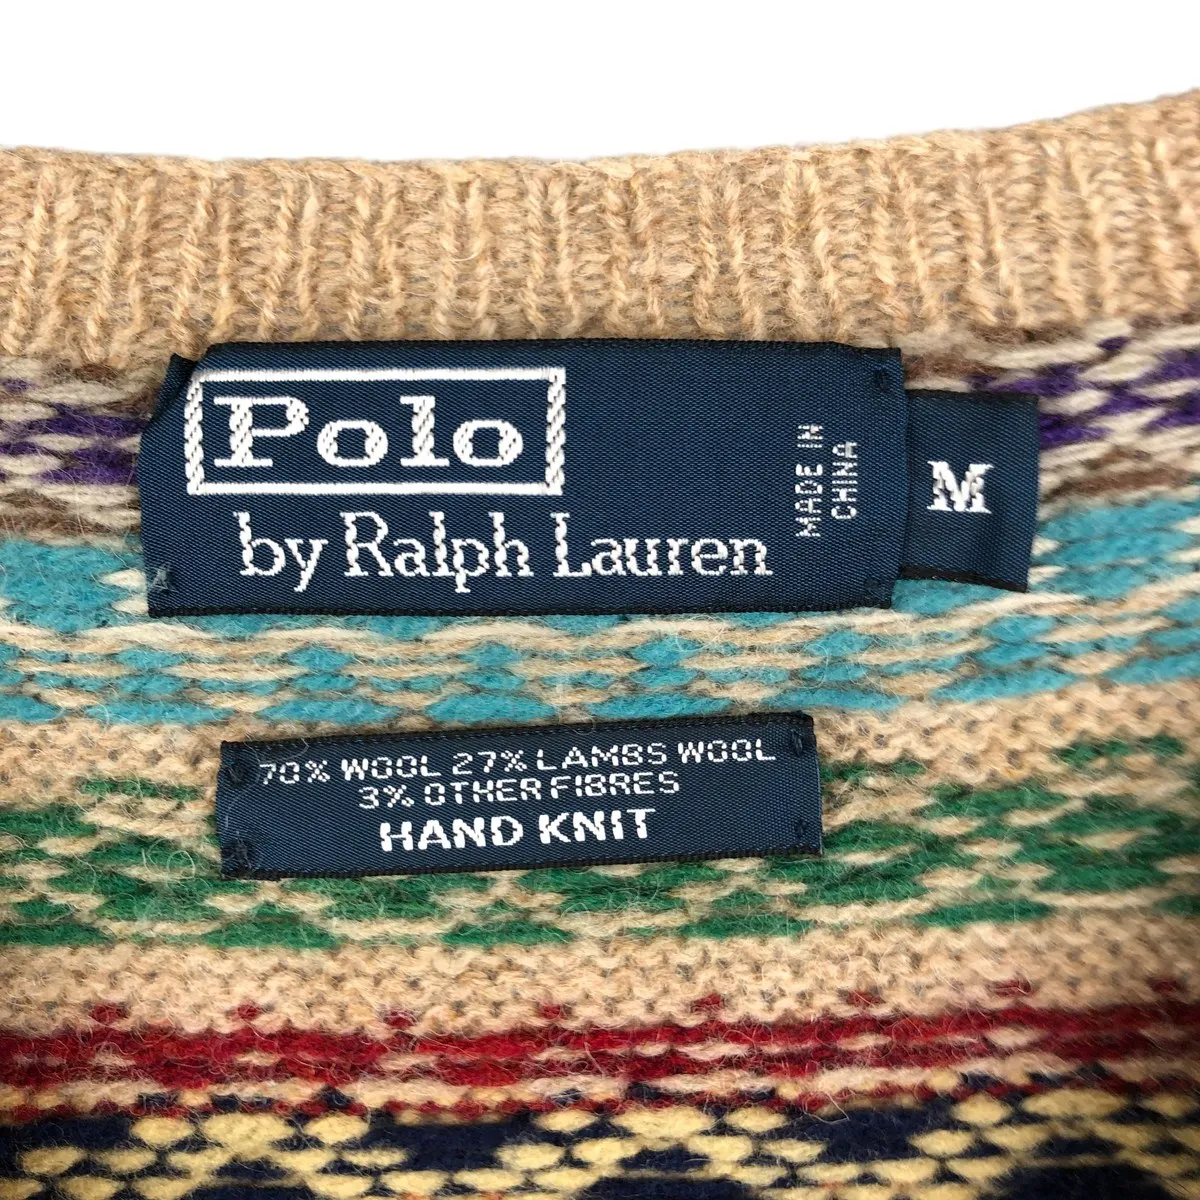 Polo
by Ralph Lauren
MADE IN
CHINA
M
70% WOOL 27% LAMBS WOOL
3% OTHER FIBRES
HAND KNIT